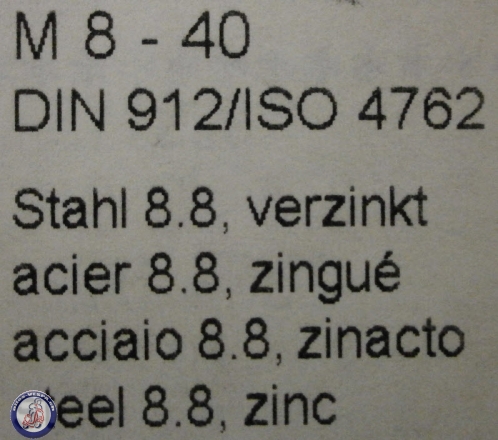 M 8 - 40
DIN 912/ISO 4762
Stahl 8.8, verzinkt
acier 8.8, zingué
acciaio 8.8, zinacto
steel 8.8, zinc